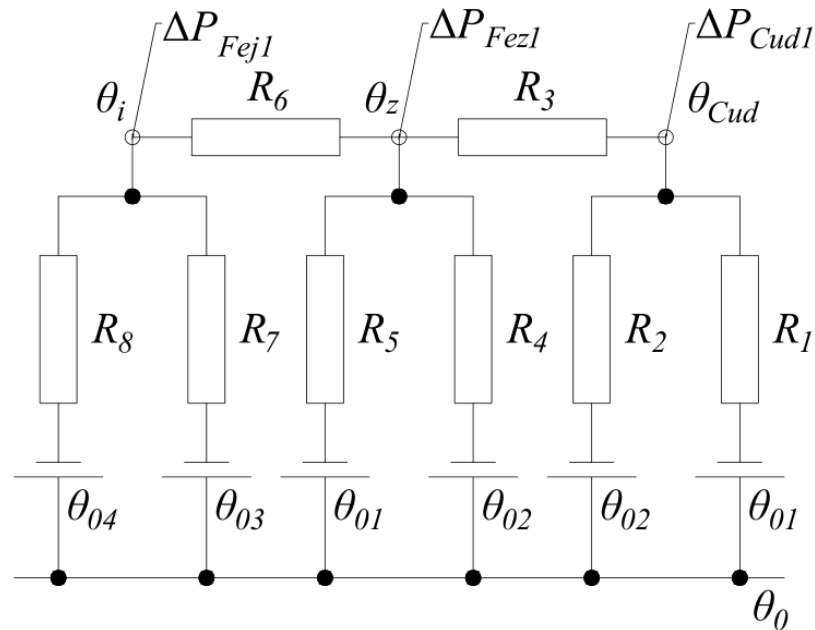 ΔP_Fej1 ΔP_Fez1 ΔP_Cud1
θ_i R_6 θ_z R_3 θ_Cud
R_8 R_7 R_5 R_4 R_2 R_1
θ_04 θ_03 θ_01 θ_02 θ_02 θ_01
θ_0